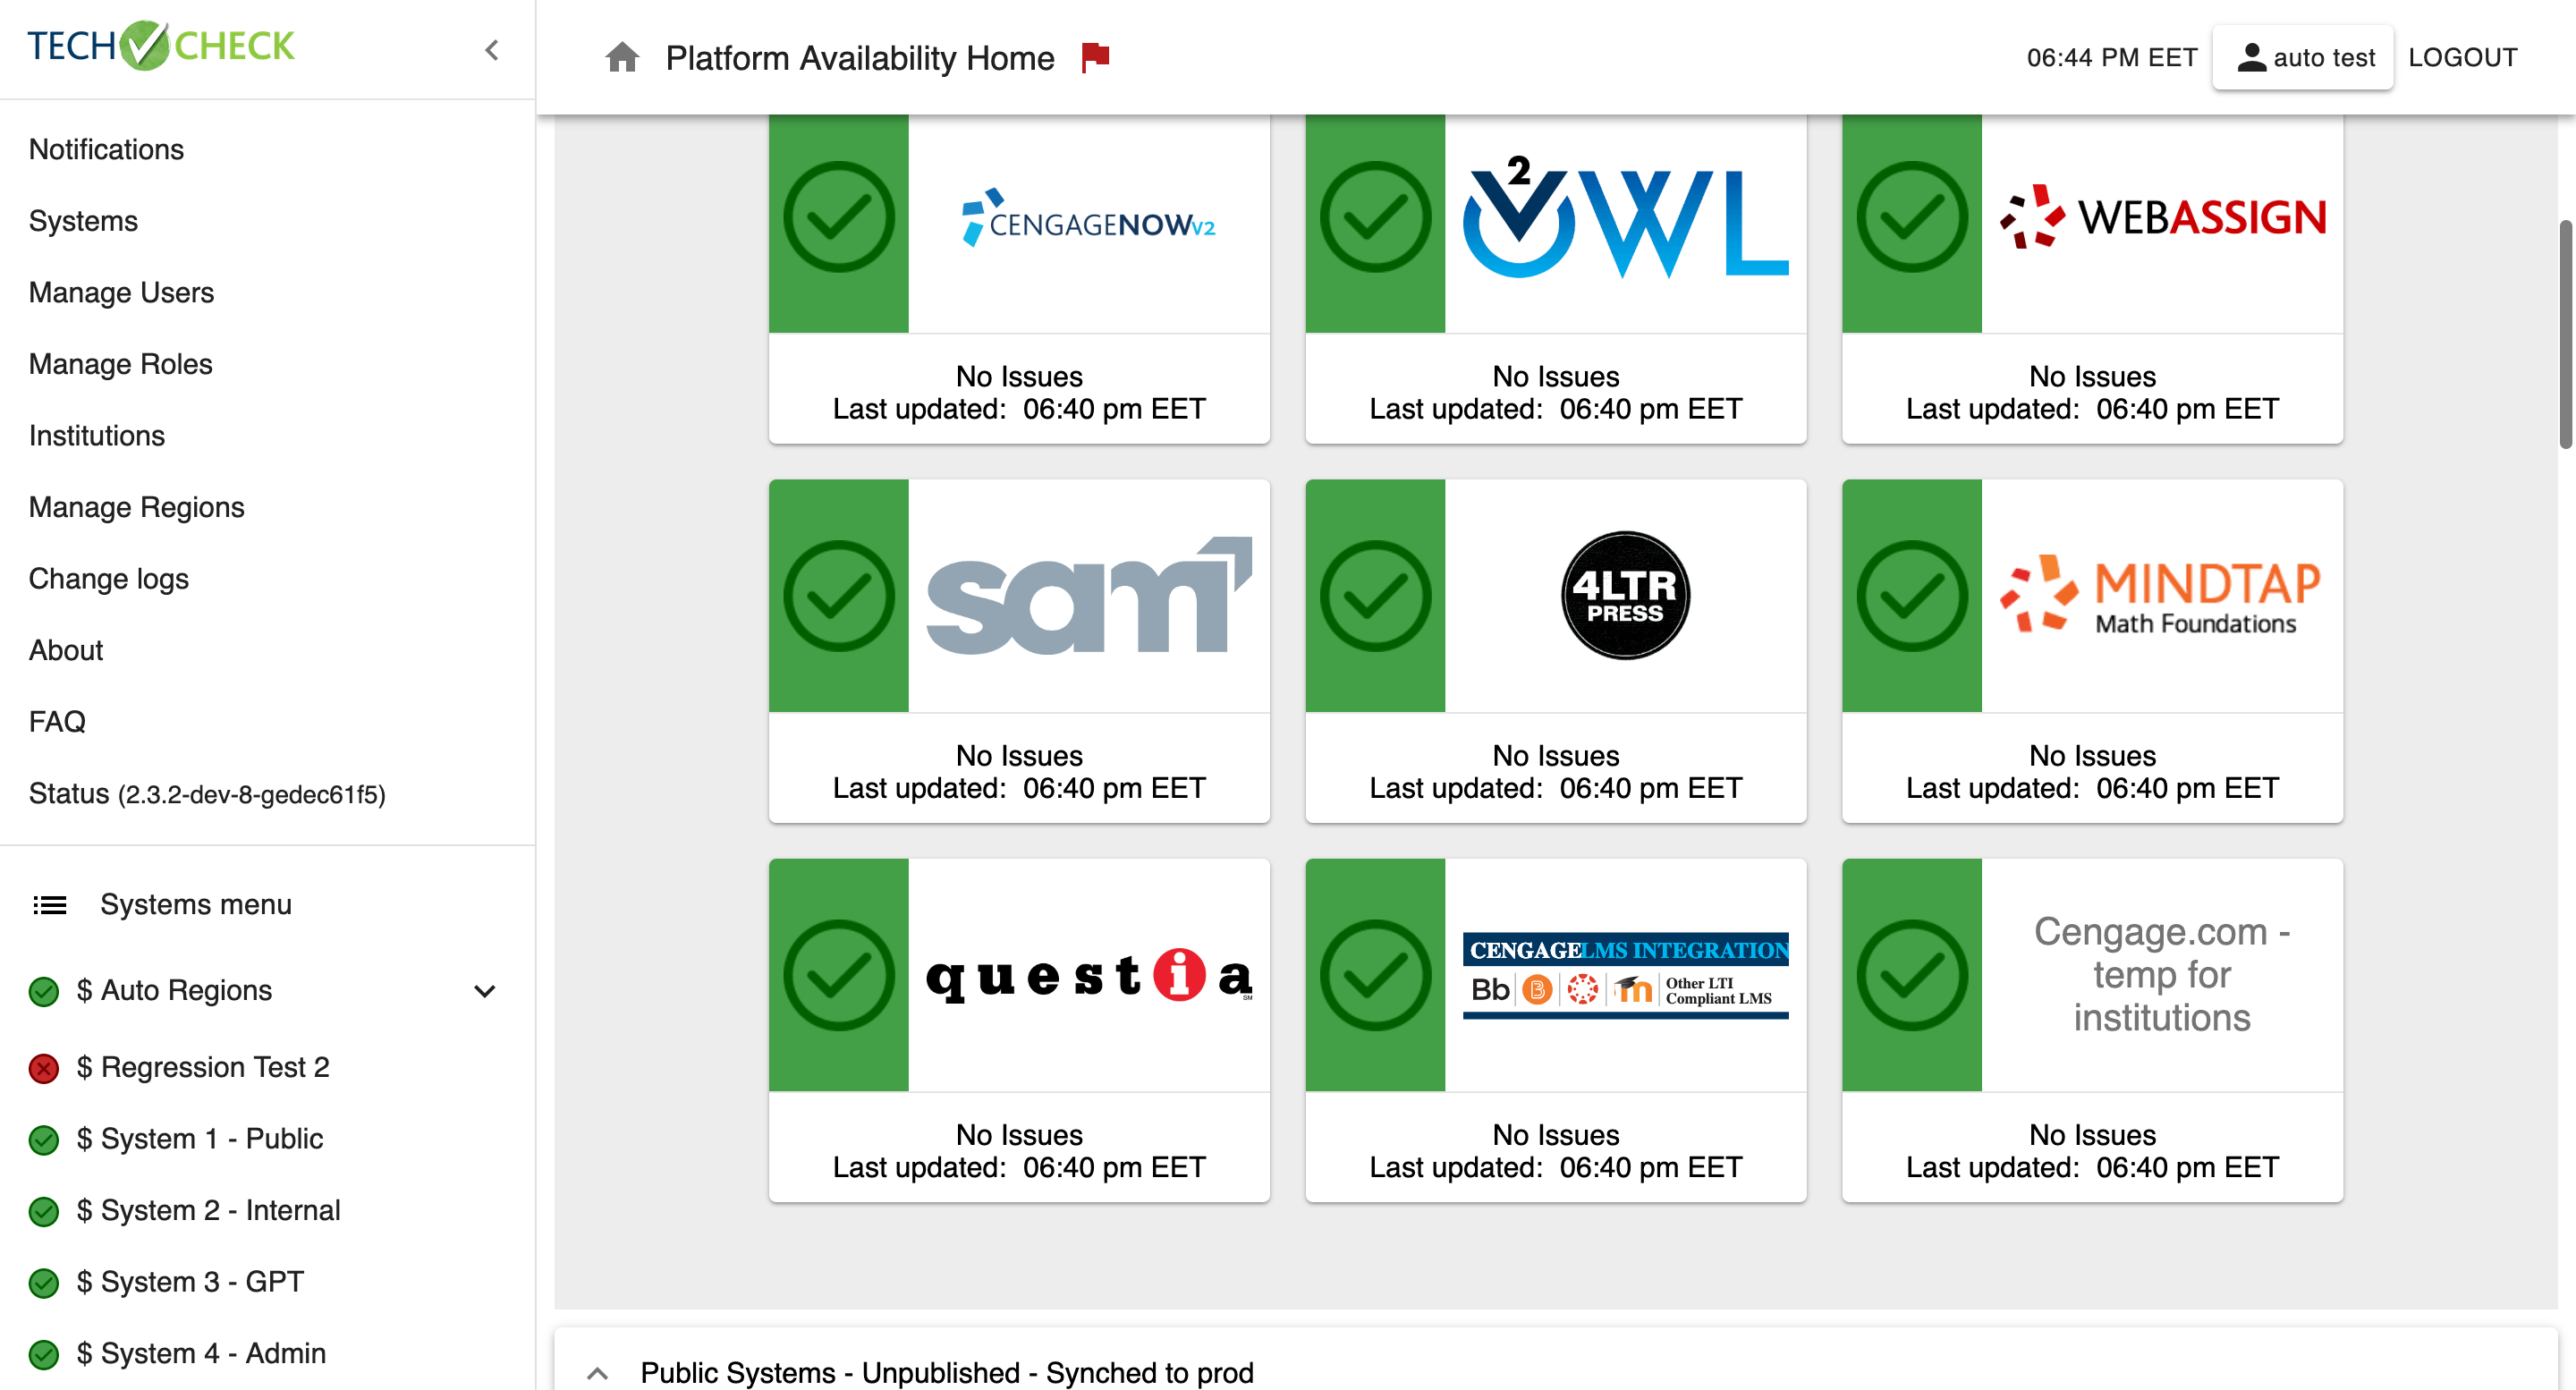 TECH CHECK
Notifications
Systems
Manage Users
Manage Roles
Institutions
Manage Regions
Change logs
About
FAQ
Status (2.3.2-dev-8-gedec61f5)
Systems menu
$ Auto Regions
$ Regression Test 2
$ System 1 - Public
$ System 2 - Internal
$ System 3 - GPT
$ System 4 - Admin
Platform Availability Home
06:44 PM EET
auto test
LOGOUT
CENGAGENOWV2
No Issues
Last updated: 06:40 pm EET
OWL
2
No Issues
Last updated: 06:40 pm EET
WEBASSIGN
No Issues
Last updated: 06:40 pm EET
sam
No Issues
Last updated: 06:40 pm EET
4LTR
PRESS
No Issues
Last updated: 06:40 pm EET
MINDTAP
Math Foundations
No Issues
Last updated: 06:40 pm EET
questia
SM
No Issues
Last updated: 06:40 pm EET
CENGAGELMS INTEGRATION
Bb B m Other LTI
Compliant LMS
No Issues
Last updated: 06:40 pm EET
Cengage.com -
temp for
institutions
No Issues
Last updated: 06:40 pm EET
Public Systems - Unpublished - Synched to prod